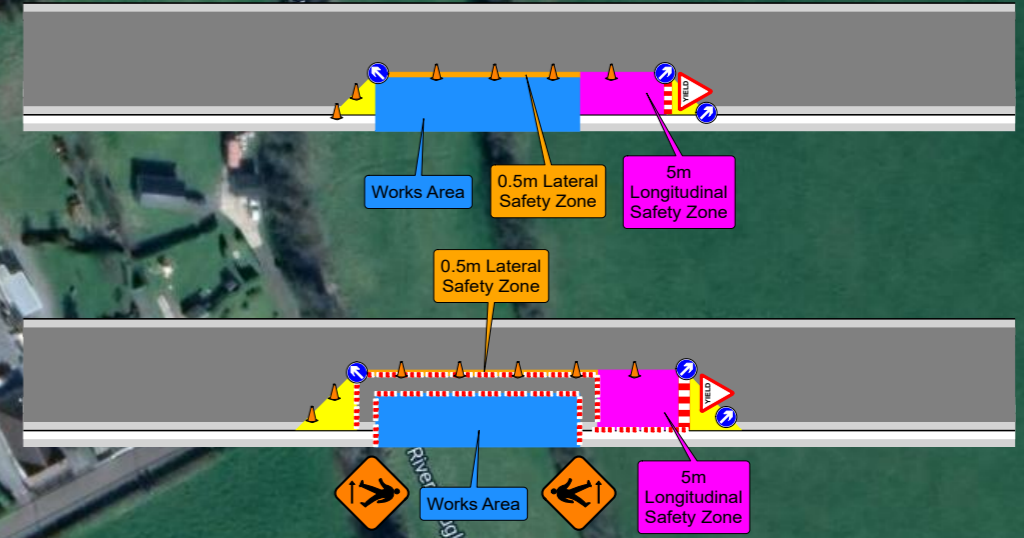 YIELD
Works Area
0.5m Lateral
Safety Zone
5m
Longitudinal
Safety Zone
0.5m Lateral
Safety Zone
YIELD
River
Works Area
5m
Longitudinal
Safety Zone